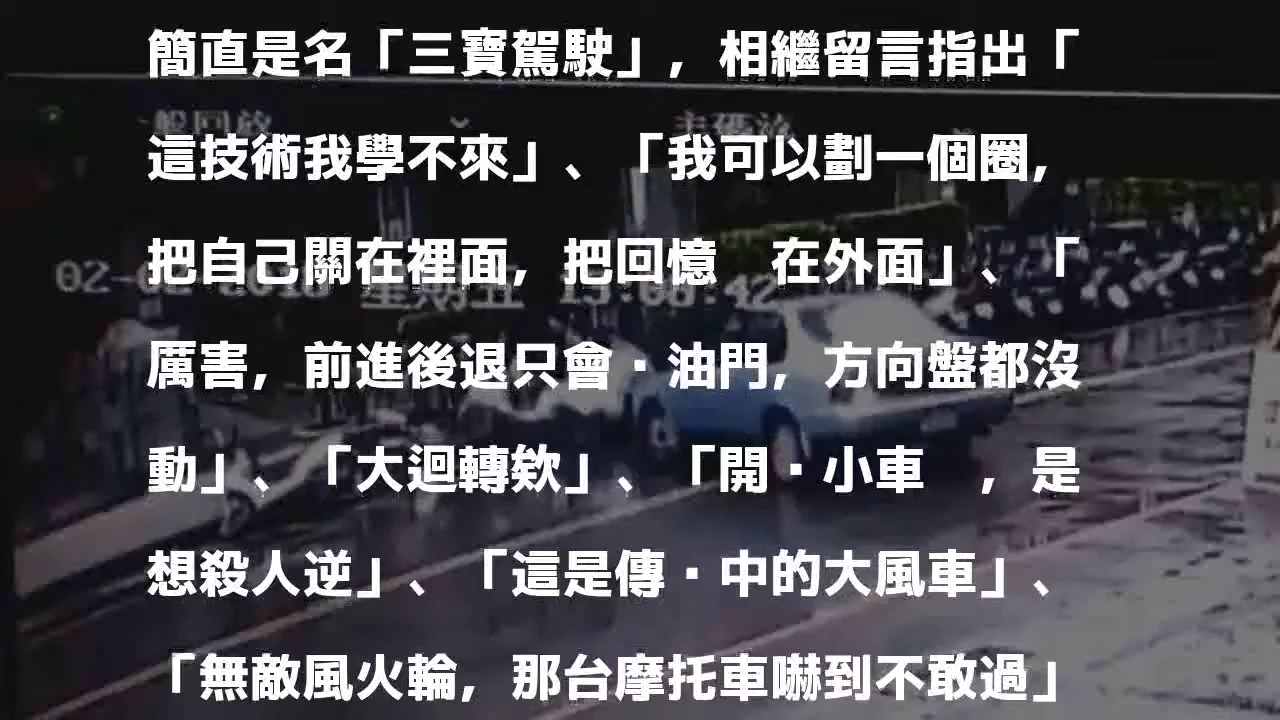 簡直是名「三寶駕駛」，相繼留言指出「
這技術我學不來」、「我可以劃一個圈，
把自己關在裡面，把回憶　在外面」、「
厲害，前進後退只會·油門，方向盤都沒
動」、「大迴轉欸」、「開·小車　，是
想殺人逆」、「這是傳·中的大風車」、
「無敵風火輪，那台摩托車嚇到不敢過」